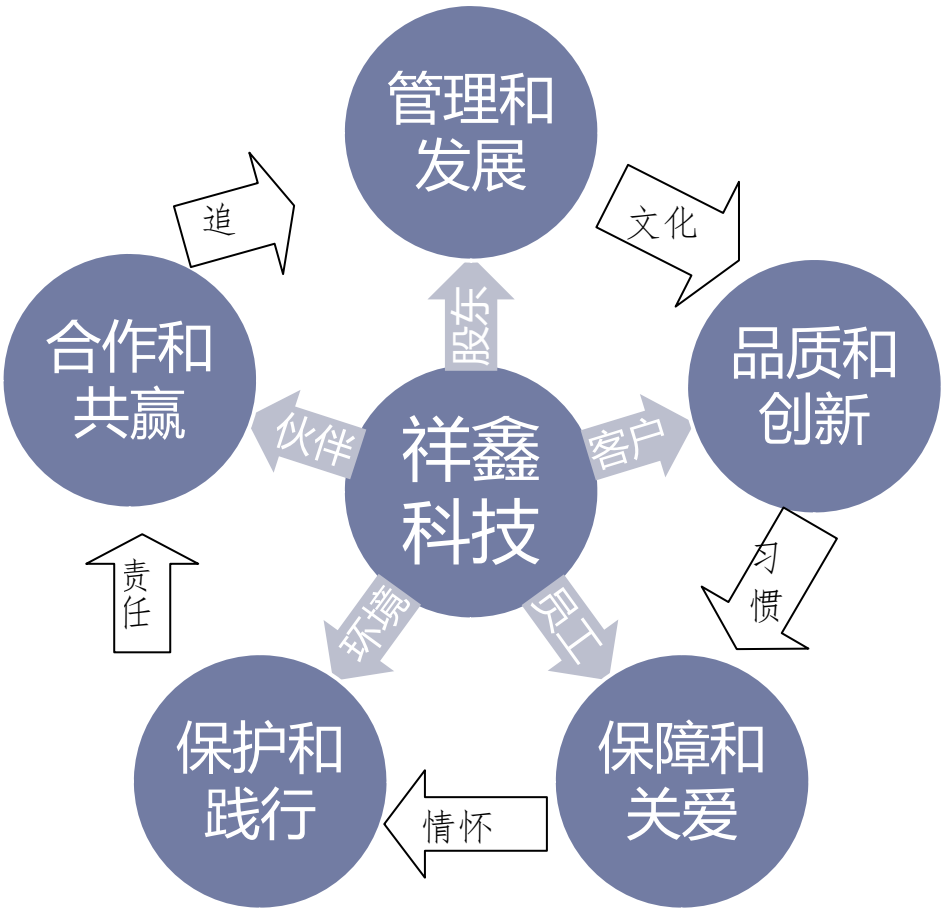 管理和
发展
追
文化
股东
合作和
共赢
品质和
创新
伙伴
祥鑫
科技
客户
习
惯
责
任
环境
员工
保护和
践行
保障和
关爱
情怀